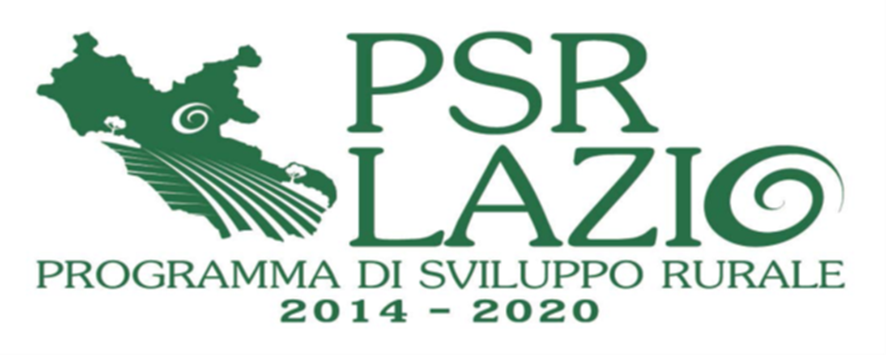 PSR
LAZIO
PROGRAMMA DI SVILUPPO RURALE
2014 - 2020